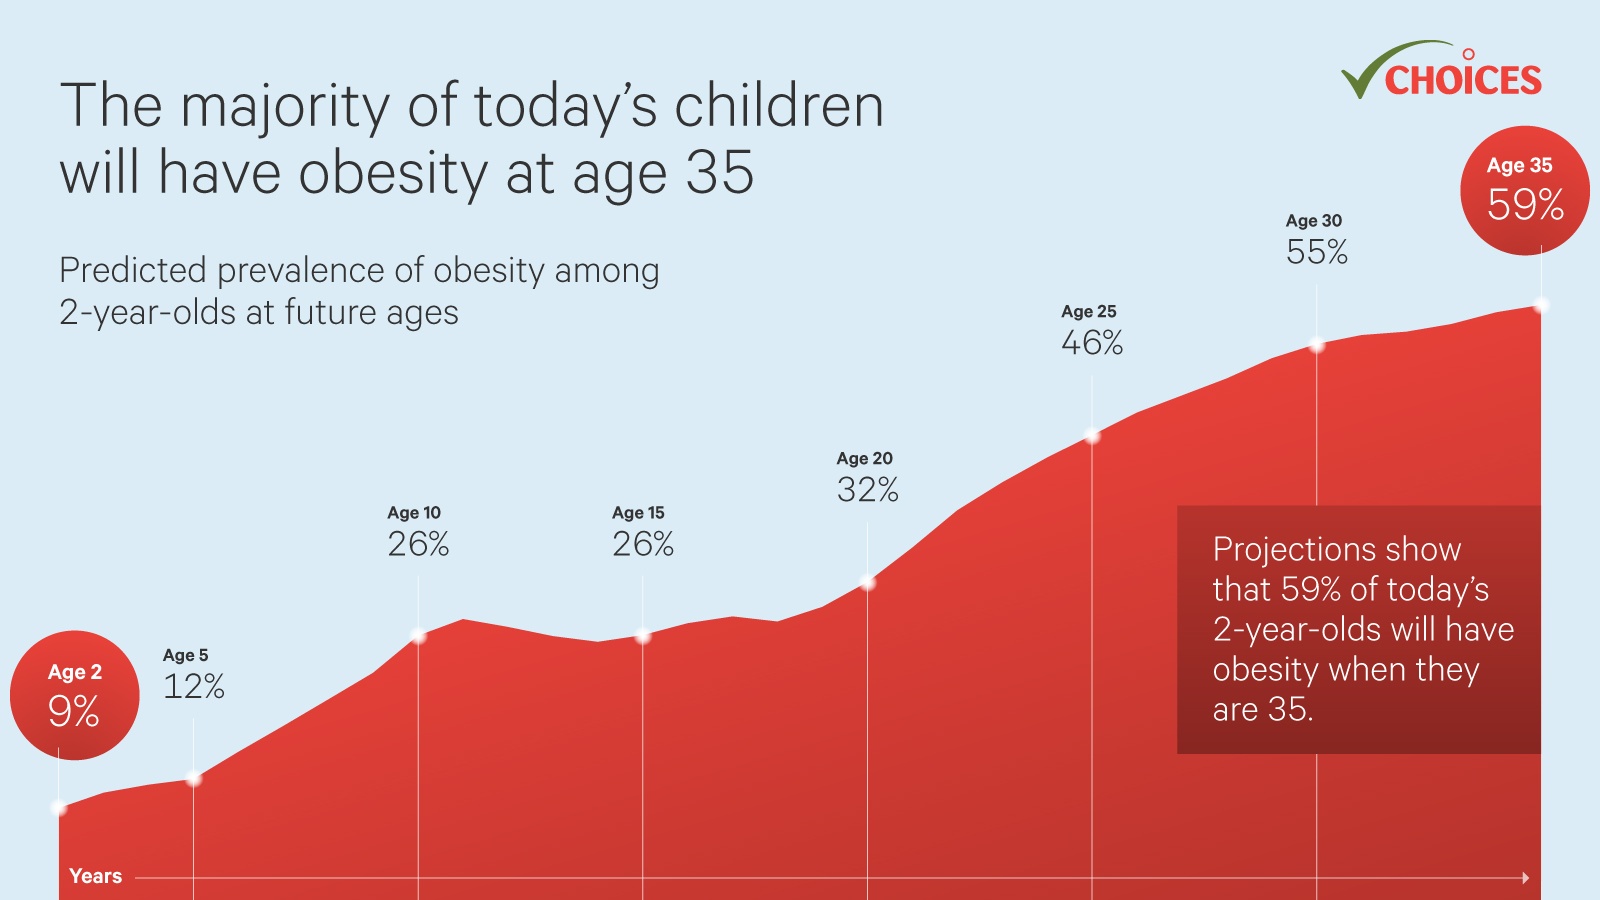 CHOICES
The majority of today’s children
will have obesity at age 35
Predicted prevalence of obesity among
2-year-olds at future ages
Age 2
9%
Age 5
12%
Age 10
26%
Age 15
26%
Age 20
32%
Age 25
46%
Age 30
55%
Age 35
59%
Projections show
that 59% of today’s
2-year-olds will have
obesity when they
are 35.
Years